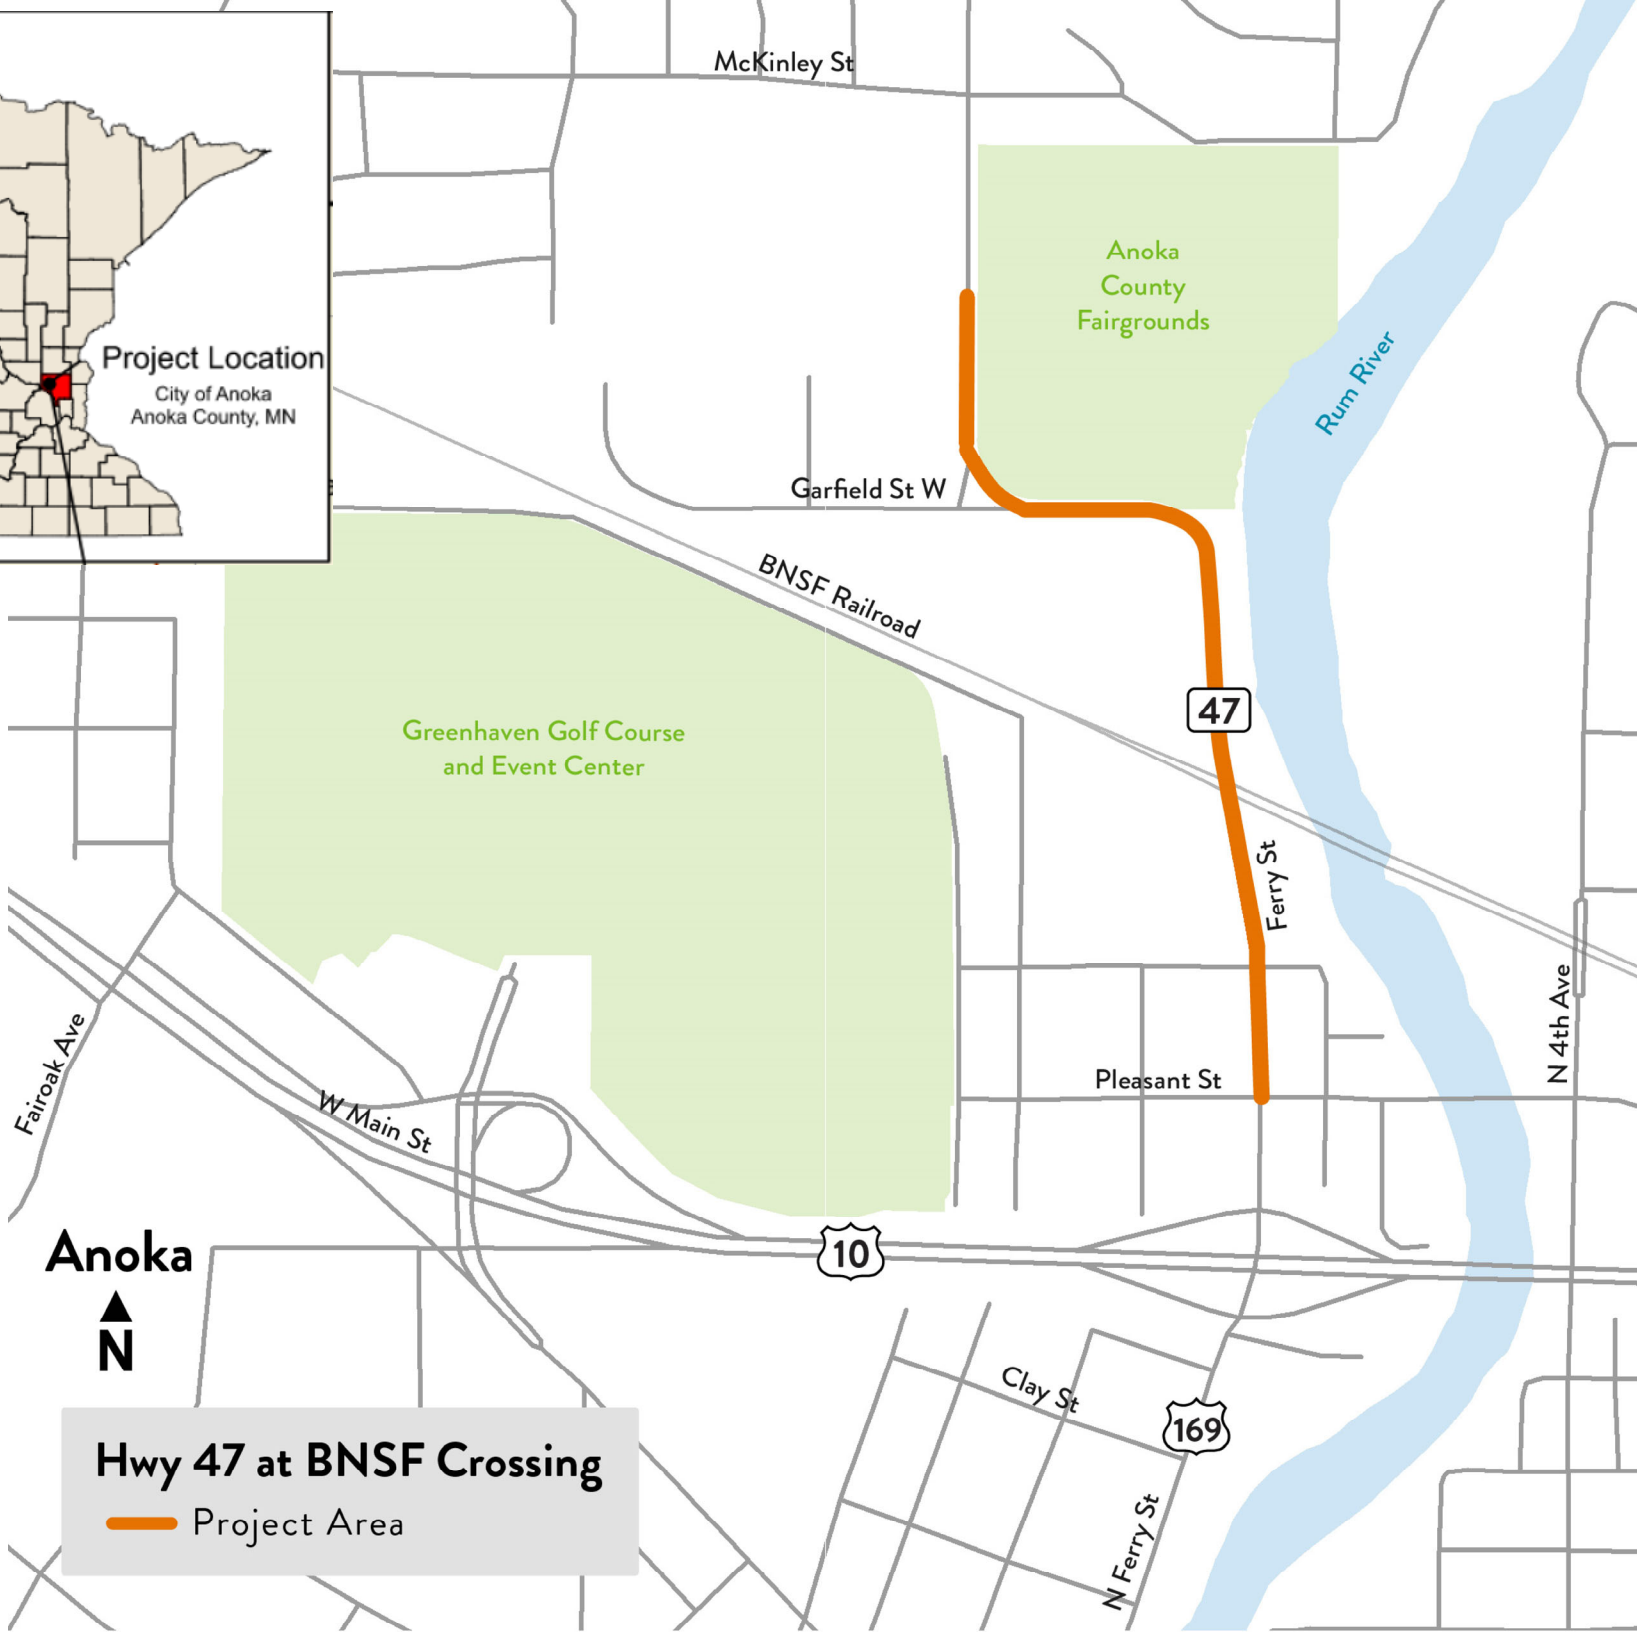 McKinley St
Anoka
County
Fairgrounds
Rum River
Project Location
City of Anoka
Anoka County, MN
Garfield St W
BNSF Railroad
47
Greenhaven Golf Course
and Event Center
Ferry St
N 4th Ave
Fairoak Ave
Pleasant St
W Main St
Anoka
10
N
Clay St
169
N Ferry St
Hwy 47 at BNSF Crossing
Project Area